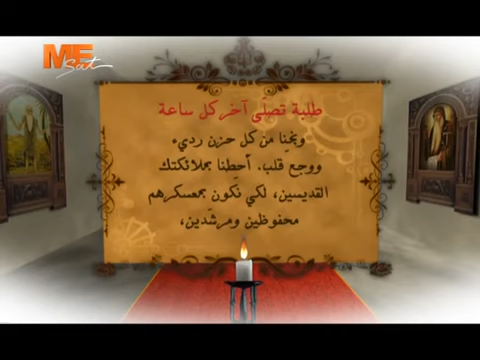 ME
Sat
طلبة تصلى آخر كل ساعة
ونجنا من كل حزن رديء
ووجع قلب. أحطنا بملائكتك
القديسين، لكي نكون بمعسكرهم
محفوظين ومرشدين،